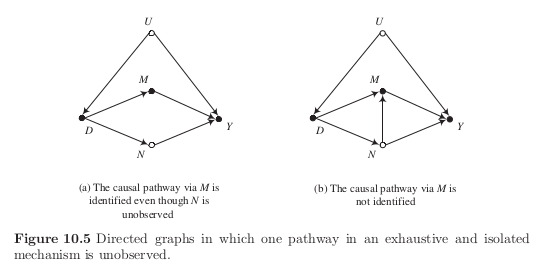 U
M
D
Y
N
(a) The causal pathway via M is
identified even though N is
unobserved
U
M
D
Y
N
(b) The causal pathway via M is
not identified
Figure 10.5 Directed graphs in which one pathway in an exhaustive and isolated
mechanism is unobserved.